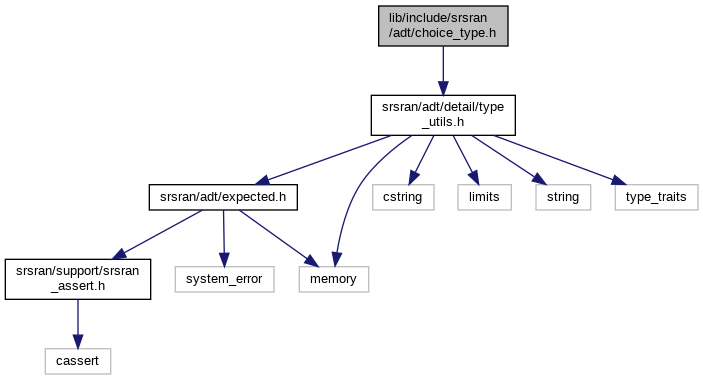 lib/include/srsran
/adt/choice_type.h
srsran/adt/detail/type
_utils.h
srsran/adt/expected.h
cstring
limits
string
type_traits
srsran/support/srsran
_assert.h
system_error
memory
cassert